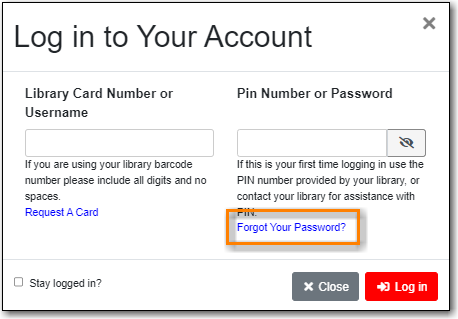 Log in to Your Account
×
Library Card Number or
Username
Pin Number or Password
If you are using your library barcode
number please include all digits and no
spaces.
Request A Card
If this is your first time logging in use the
PIN number provided by your library, or
contact your library for assistance with
PIN.
Forgot Your Password?
Stay logged in?
Close
Log in